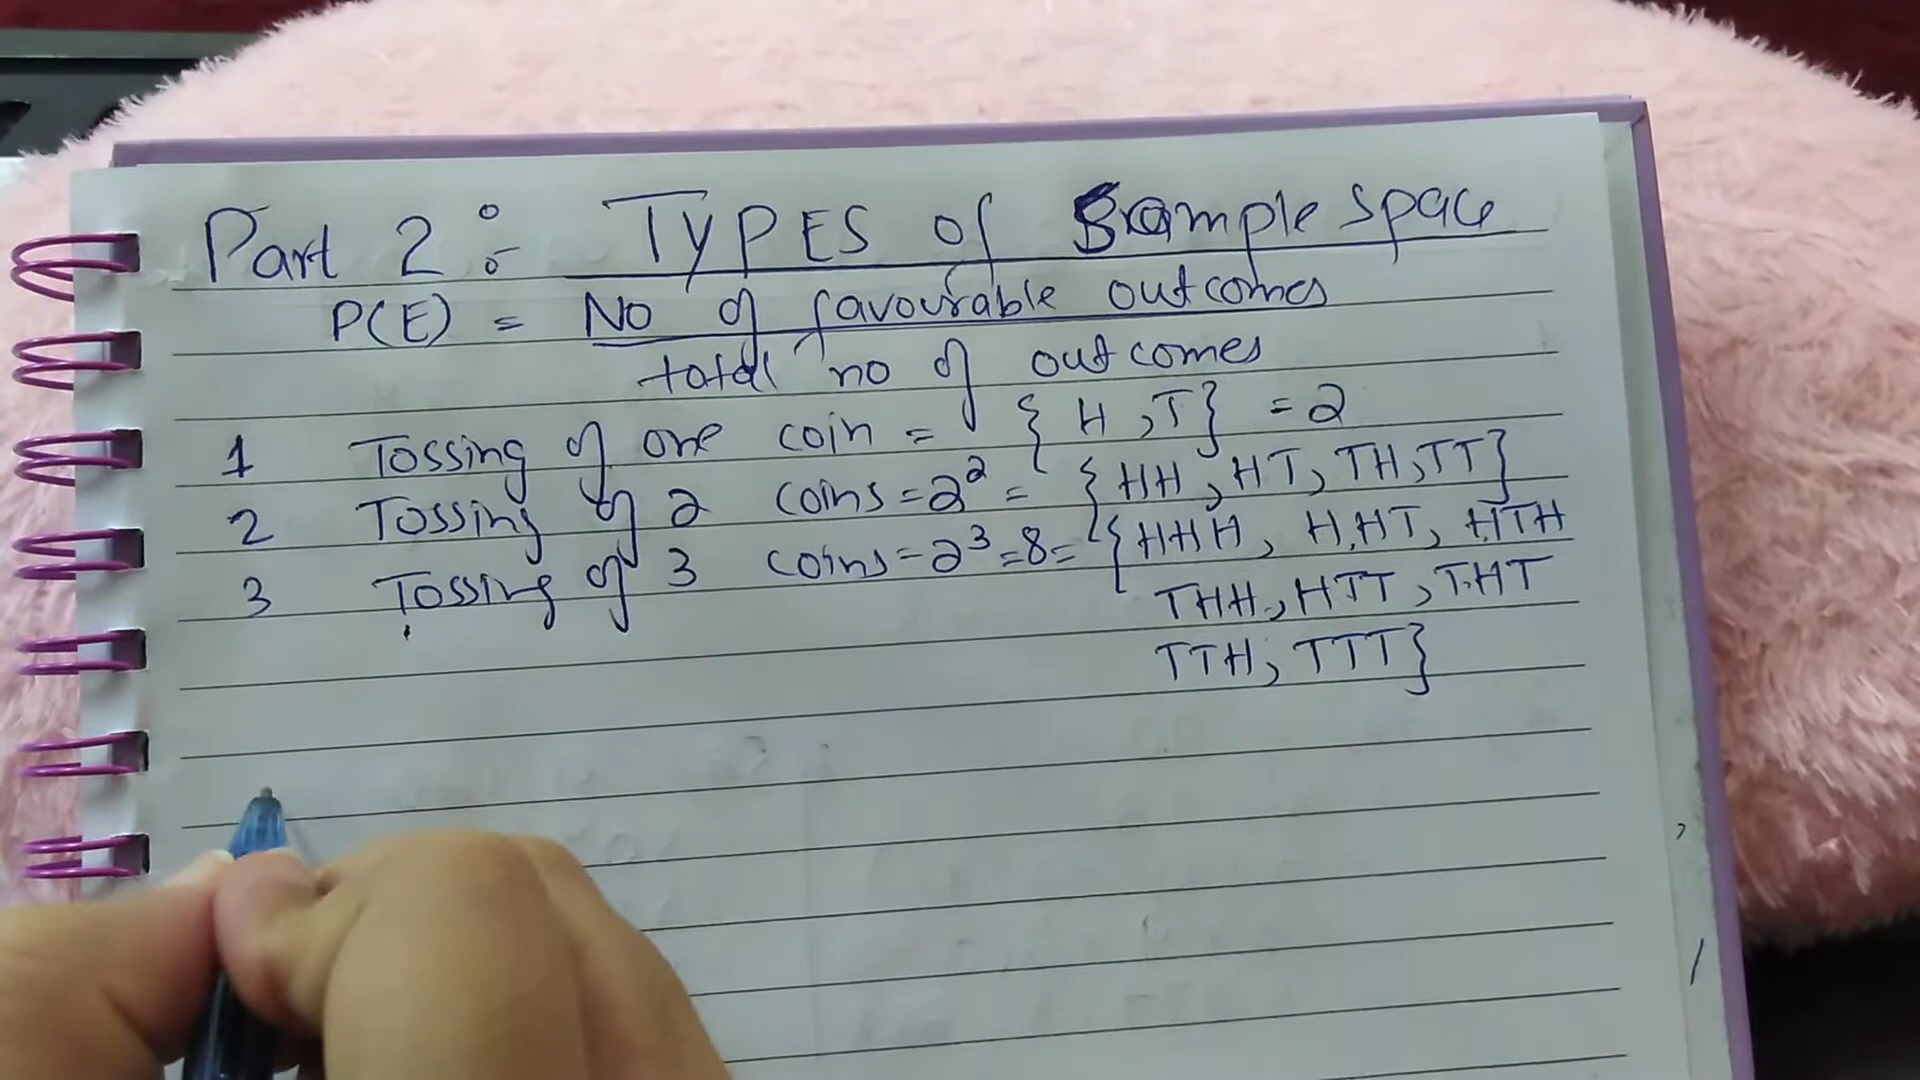 Part 2 : TYPES of Sample space
P(E) = No of favourable outcomes
total no of outcomes
1 Tossing of one coin = { H , T } = 2
2 Tossing of 2 coins = 2² = { HH , HT , TH , TT }
3 Tossing of 3 coins = 2³ = 8 = { HHH , HHT , HTH
THH , HTT , THT
TTH , TTT }